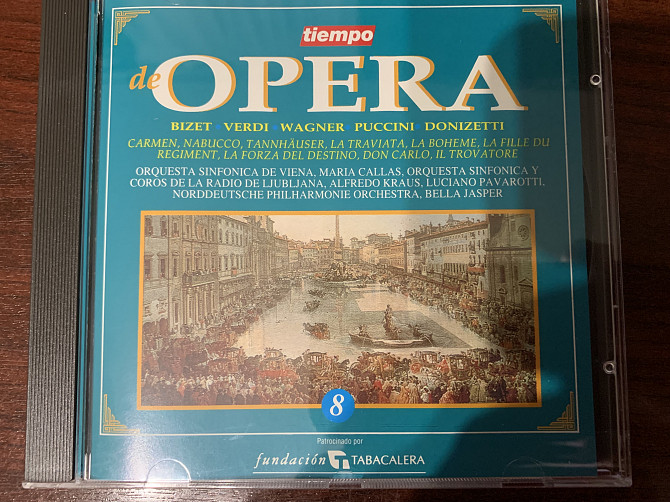 tiempo
de OPERA
BIZET • VERDI • WAGNER PUCCINI • DONIZETTI
CARMEN, NABUCCO, TANNHÄUSER, LA TRAVIATA, LA BOHEME, LA FILLE DU
REGIMENT, LA FORZA DEL DESTINO, DON CARLO, IL TROVATORE
ORQUESTA SINFONICA DE VIENA, MARIA CALLAS, ORQUESTA SINFONICA Y
COROS DE LA RADIO DE LJUBLJANA, ALFREDO KRAUS, LUCIANO PAVAROTTI,
NORDDEUTSCHE PHILHARMONIE ORCHESTRA, BELLA JASPER
8
Patrocinado por
fundación TABACALERA